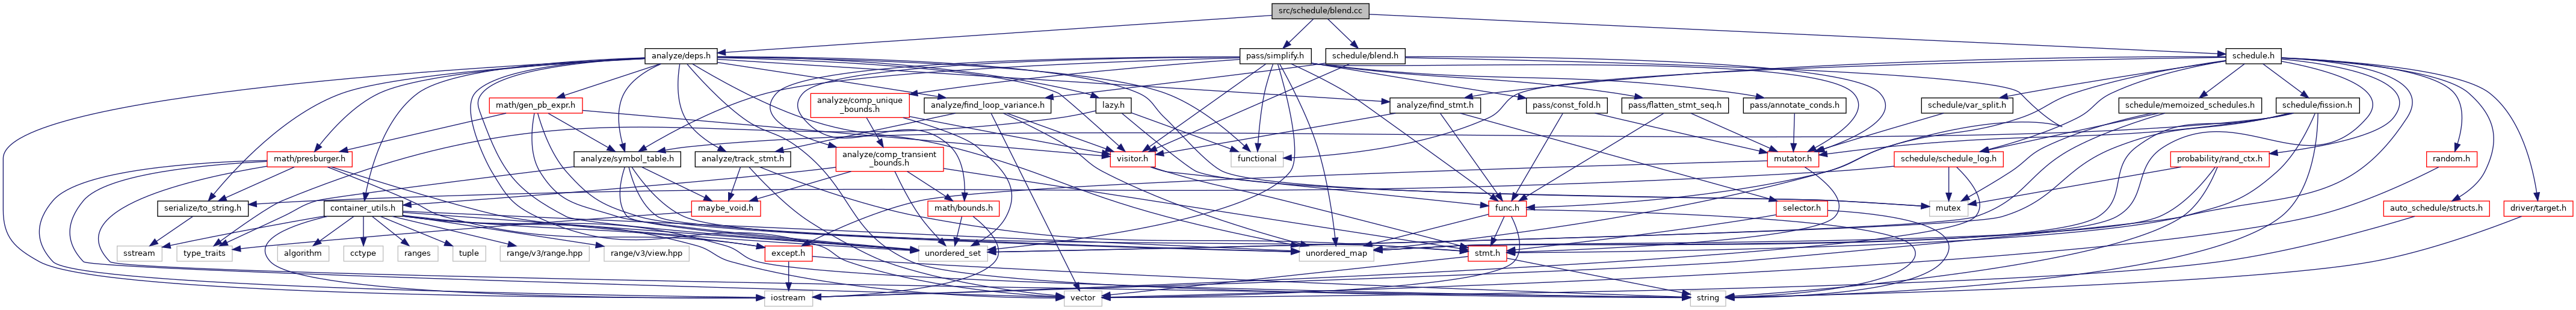 src/schedule/blend.cc
analyze/deps.h
pass/simplify.h
schedule/blend.h
schedule.h
math/gen_pb_expr.h
analyze/comp_unique
_bounds.h
analyze/find_loop_variance.h
lazy.h
analyze/find_stmt.h
pass/const_fold.h
pass/flatten_stmt_seq.h
pass/annotate_conds.h
schedule/var_split.h
schedule/memoized_schedules.h
schedule/fission.h
math/presburger.h
analyze/symbol_table.h
analyze/track_stmt.h
analyze/comp_transient
_bounds.h
visitor.h
functional
mutator.h
schedule/schedule_log.h
probability/rand_ctx.h
random.h
serialize/to_string.h
container_utils.h
maybe_void.h
math/bounds.h
func.h
selector.h
mutex
auto_schedule/structs.h
driver/target.h
sstream
type_traits
algorithm
cctype
ranges
tuple
range/v3/range.hpp
range/v3/view.hpp
except.h
unordered_set
unordered_map
stmt.h
iostream
vector
string